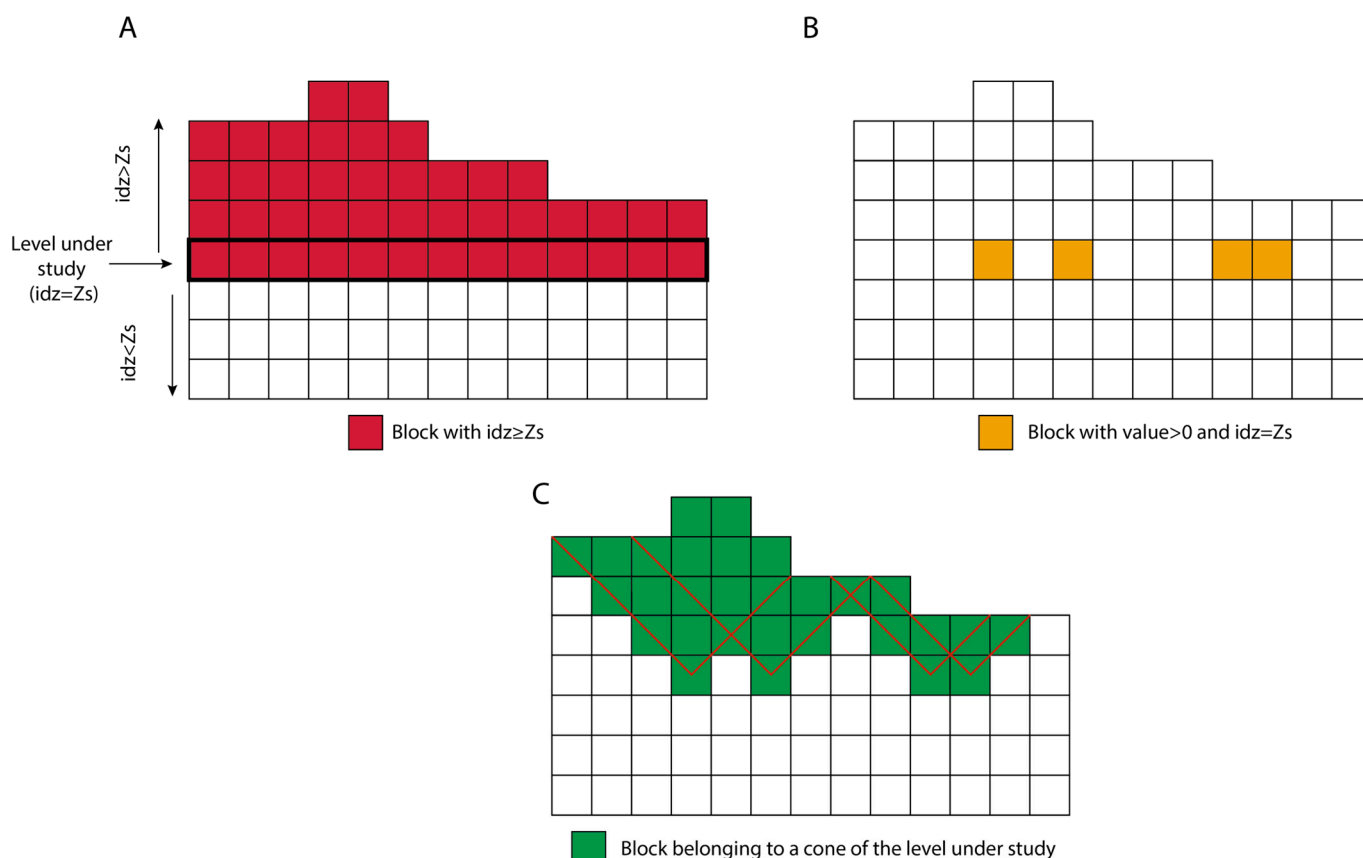 A
B
idz>Zs
Level under
study
(idz=Zs)
idz<Zs
Block with idz≥Zs
Block with value>0 and idz=Zs
C
Block belonging to a cone of the level under study